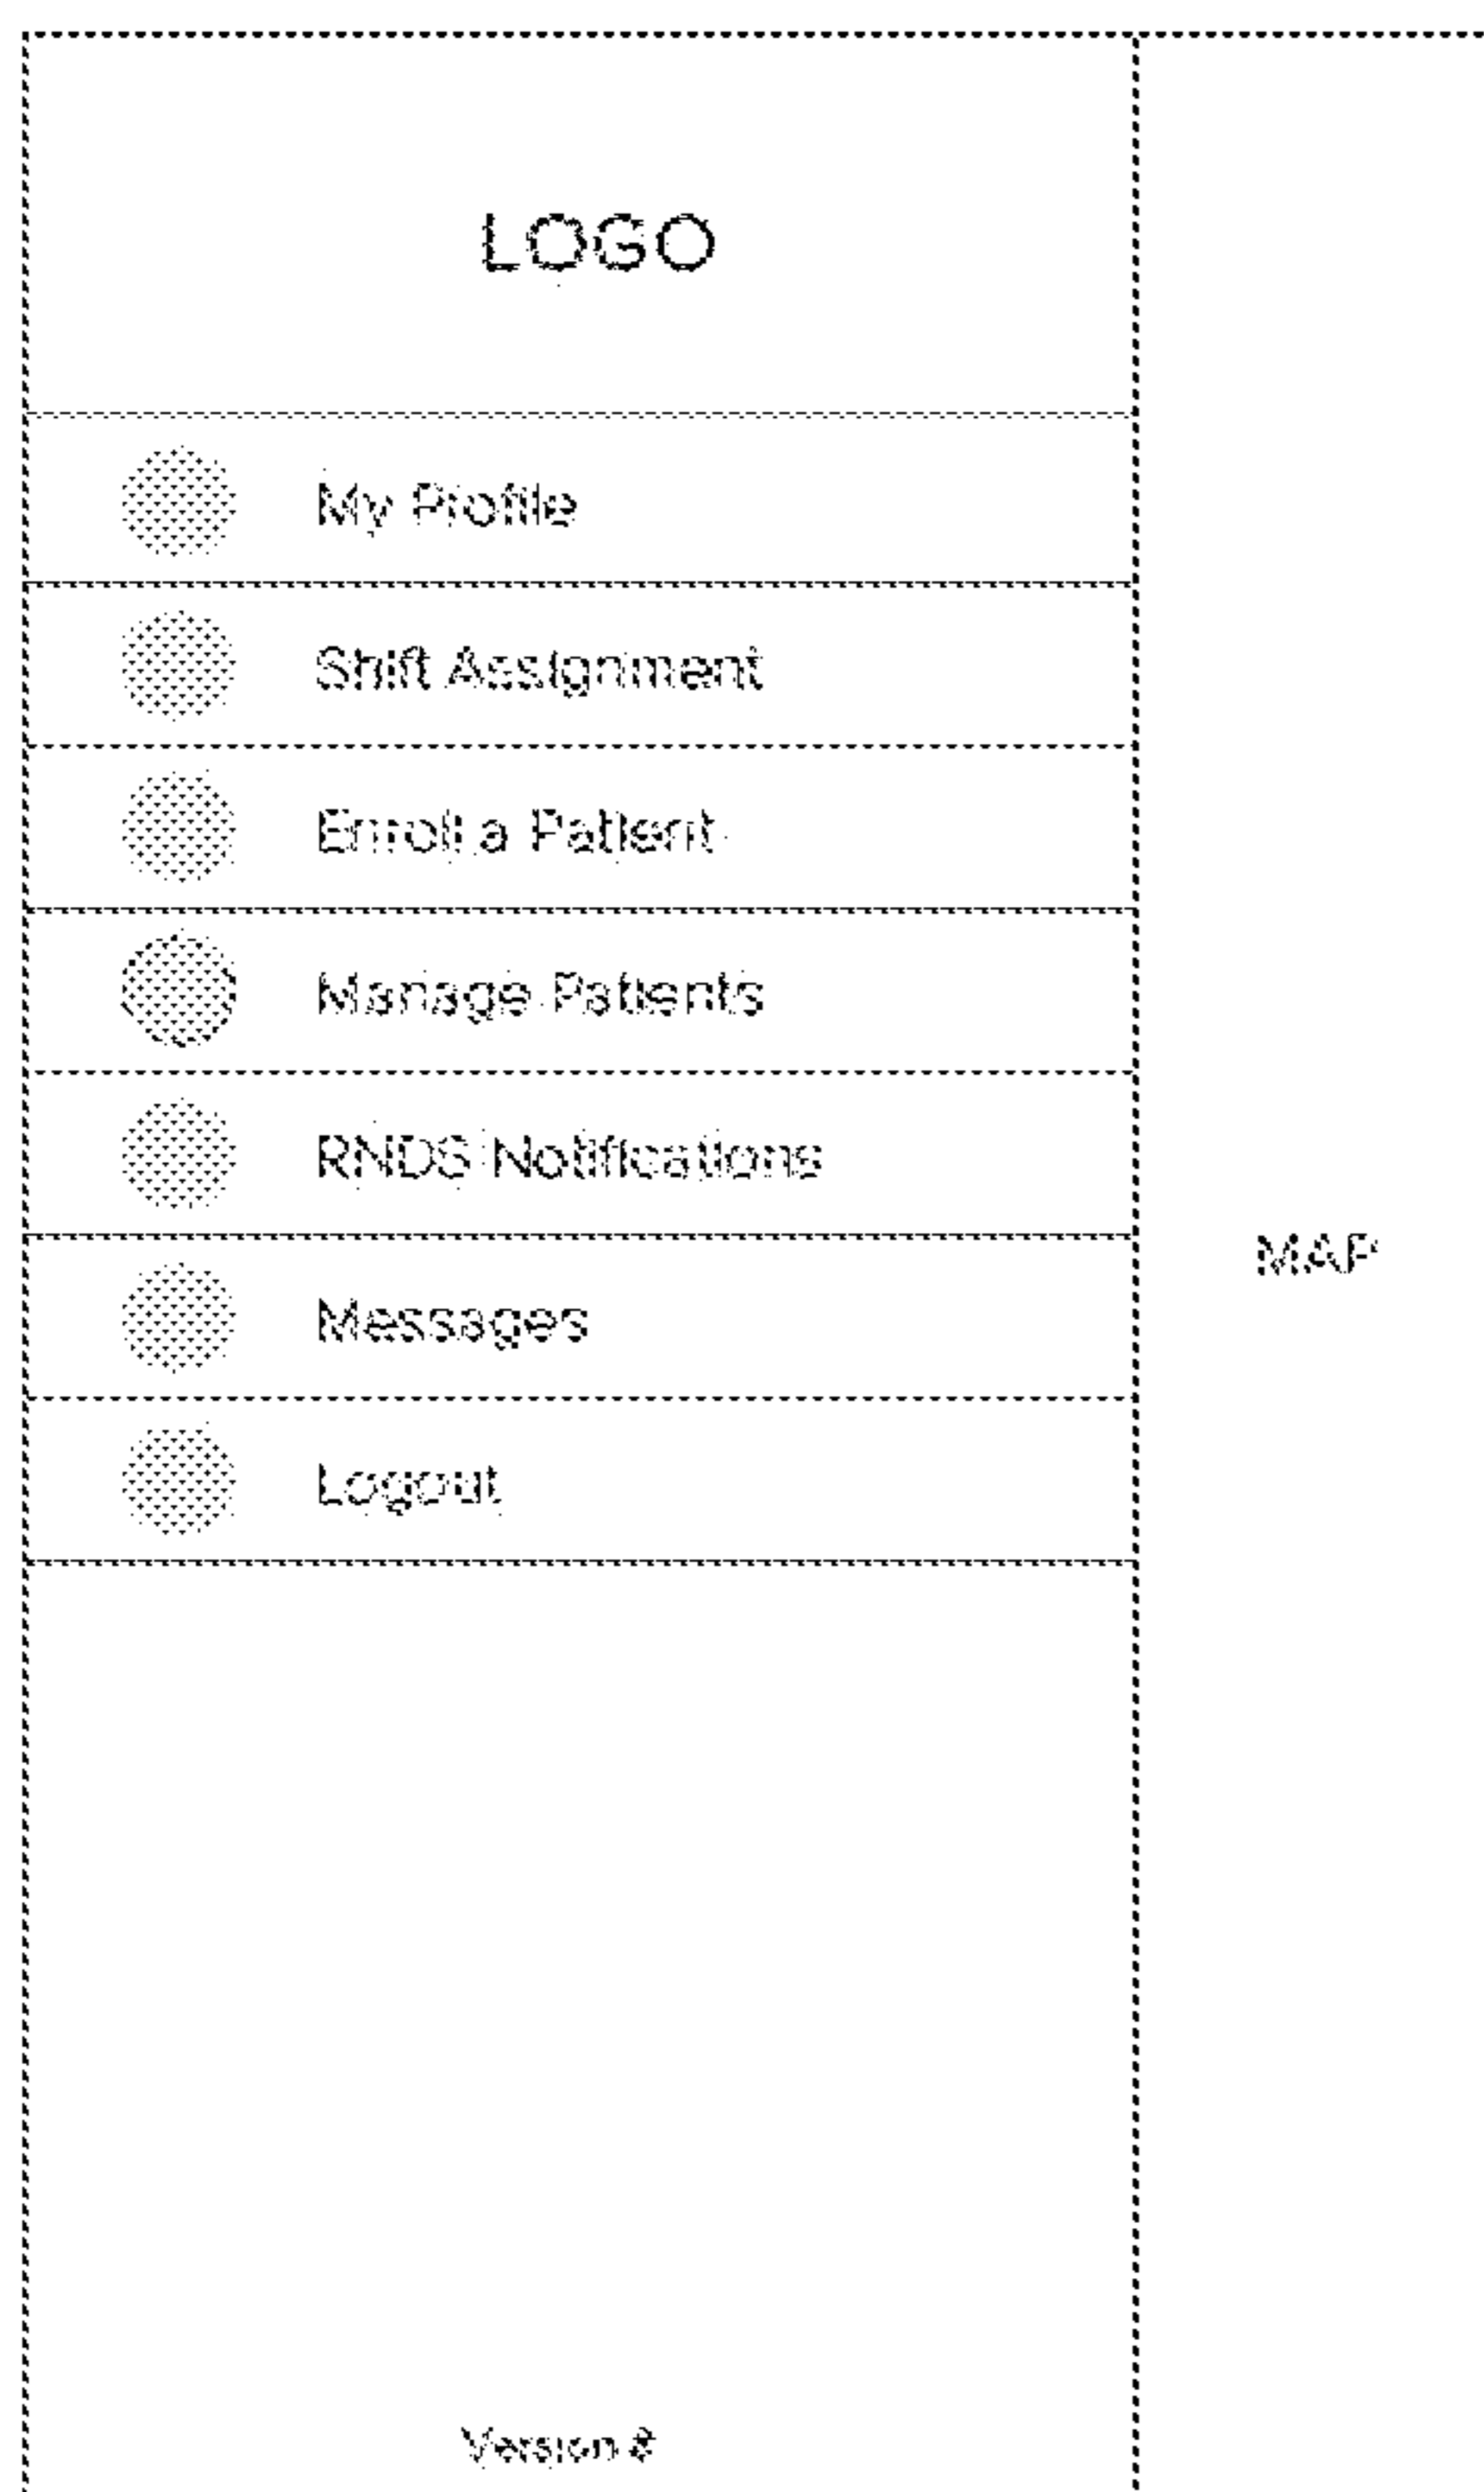 LOGO
My Profile
Shift Assignment
Enroll a Patient
Manage Patients
RNDS Notifications
MAP
Messages
Logout
Version #